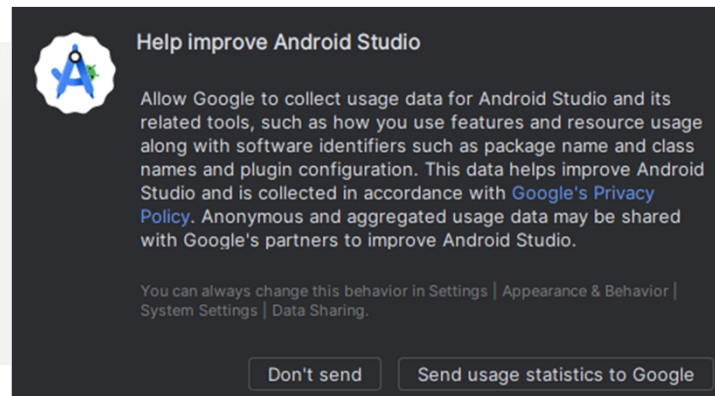 Help improve Android Studio
Allow Google to collect usage data for Android Studio and its
related tools, such as how you use features and resource usage
along with software identifiers such as package name and class
names and plugin configuration. This data helps improve Android
Studio and is collected in accordance with Google's Privacy
Policy. Anonymous and aggregated usage data may be shared
with Google's partners to improve Android Studio.
You can always change this behavior in Settings | Appearance & Behavior |
System Settings | Data Sharing.
Don't send
Send usage statistics to Google